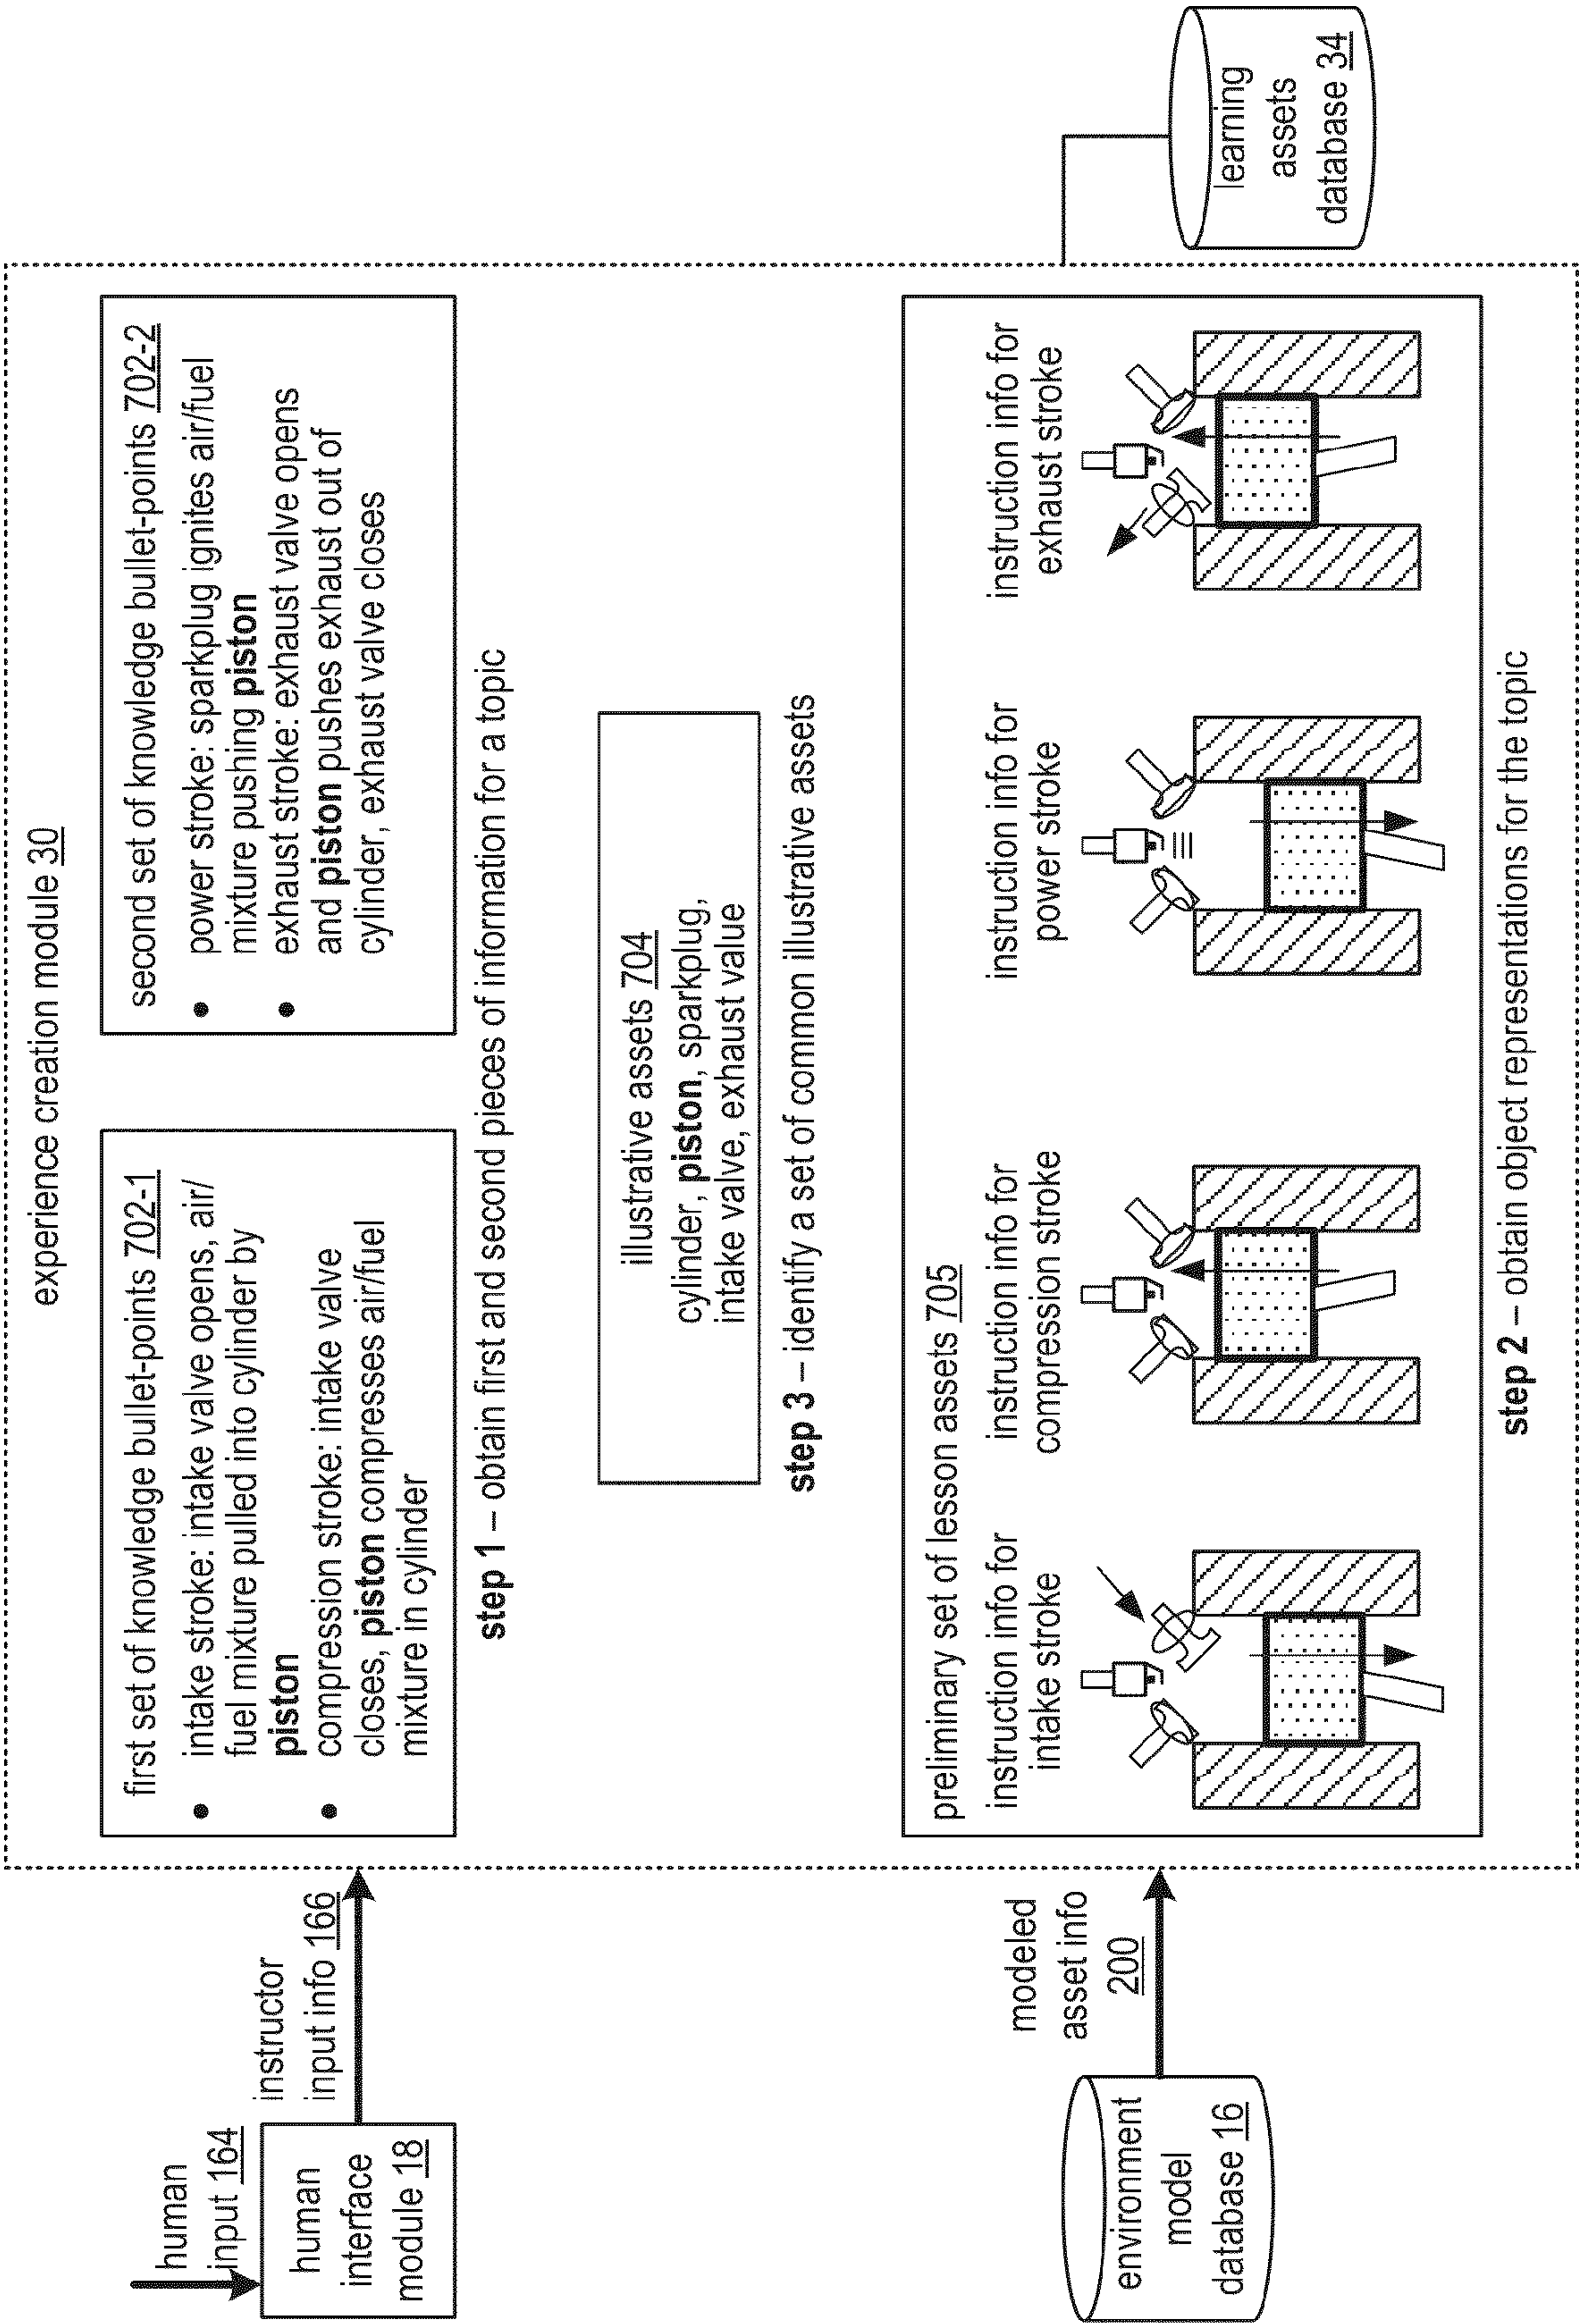 experience creation module 30
human
input 164
human
interface
module 18
instructor
input info 166
first set of knowledge bullet-points 702-1
• intake stroke: intake valve opens, air/
fuel mixture pulled into cylinder by
piston
• compression stroke: intake valve
closes, piston compresses air/fuel
mixture in cylinder
second set of knowledge bullet-points 702-2
• power stroke: sparkplug ignites air/fuel
mixture pushing piston
• exhaust stroke: exhaust valve opens
and piston pushes exhaust out of
cylinder, exhaust valve closes
step 1 – obtain first and second pieces of information for a topic
illustrative assets 704
cylinder, piston, sparkplug,
intake valve, exhaust value
step 3 – identify a set of common illustrative assets
environment
model
database 16
modeled
asset info
200
preliminary set of lesson assets 705
instruction info for
intake stroke
instruction info for
compression stroke
instruction info for
power stroke
instruction info for
exhaust stroke
step 2 – obtain object representations for the topic
learning
assets
database 34